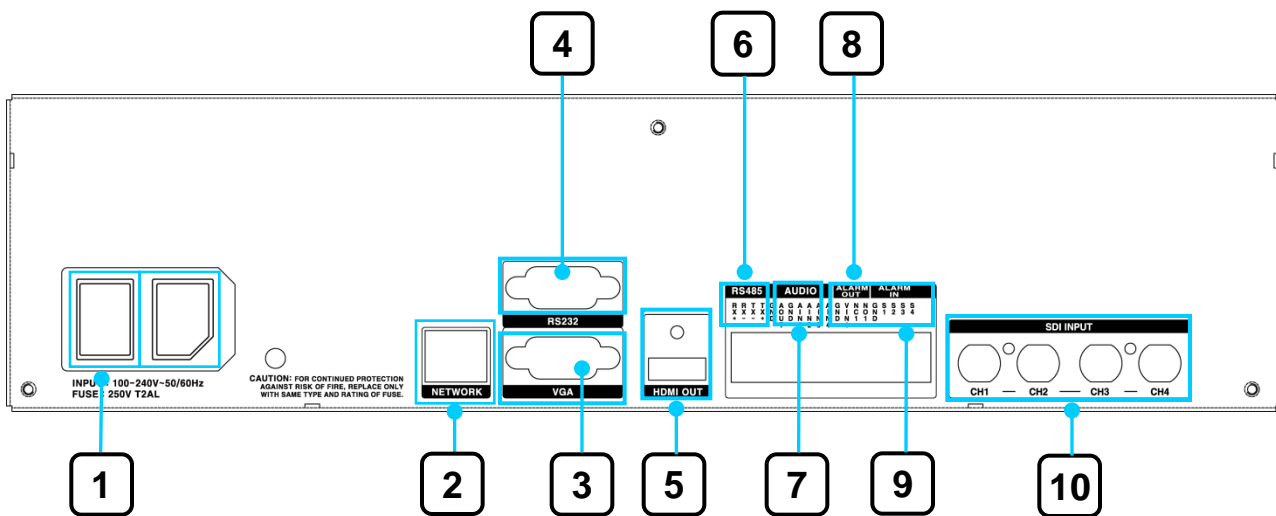 4
6
8
RS485
AUDIO
ALARM OUT
ALARM IN
RS232
SDI INPUT
INPUT : 100-240V~50/60Hz
FUSE : 250V T2AL
CAUTION: FOR CONTINUED PROTECTION
AGAINST RISK OF FIRE, REPLACE ONLY
WITH SAME TYPE AND RATING OF FUSE.
NETWORK
VGA
HDMI OUT
CH1
CH2
CH3
CH4
1
2
3
5
7
9
10